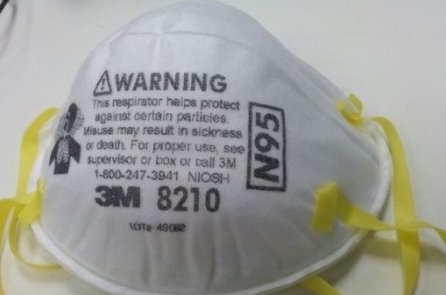 WARNING
This respirator helps protect
against certain particles.
Misuse may result in sickness
or death. For proper use, see
supervisor or box or call 3M
1-800-247-3941 NIOSH
3M 8210
N95